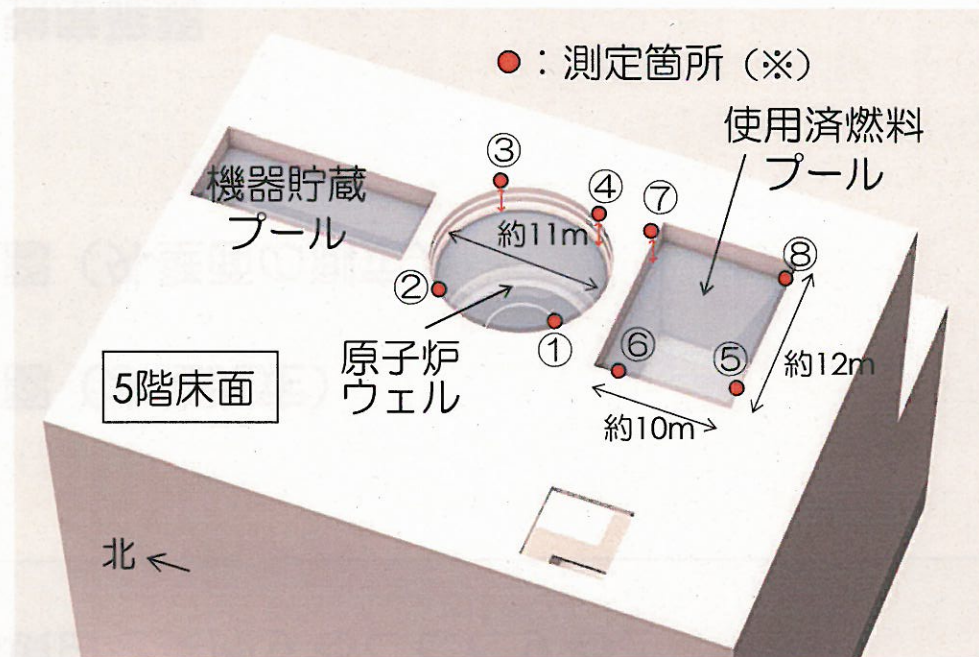 ●：測定箇所（※）
使用済燃料
プール
機器貯蔵
プール
③
④
⑦
⑧
約11m
②
①
原子炉
ウェル
⑥
⑤
約12m
約10m
5階床面
北